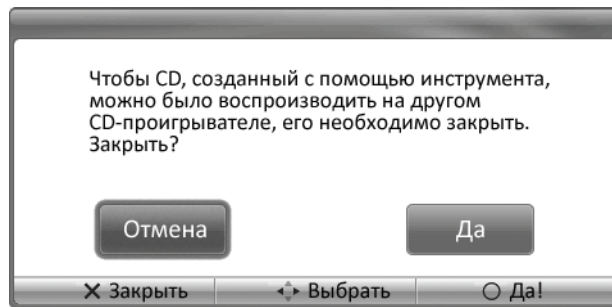 Чтобы CD, созданный с помощью инструмента,
можно было воспроизводить на другом
CD-проигрывателе, его необходимо закрыть.
Закрыть?
Отмена Да
Закрыть Выбрать Да!